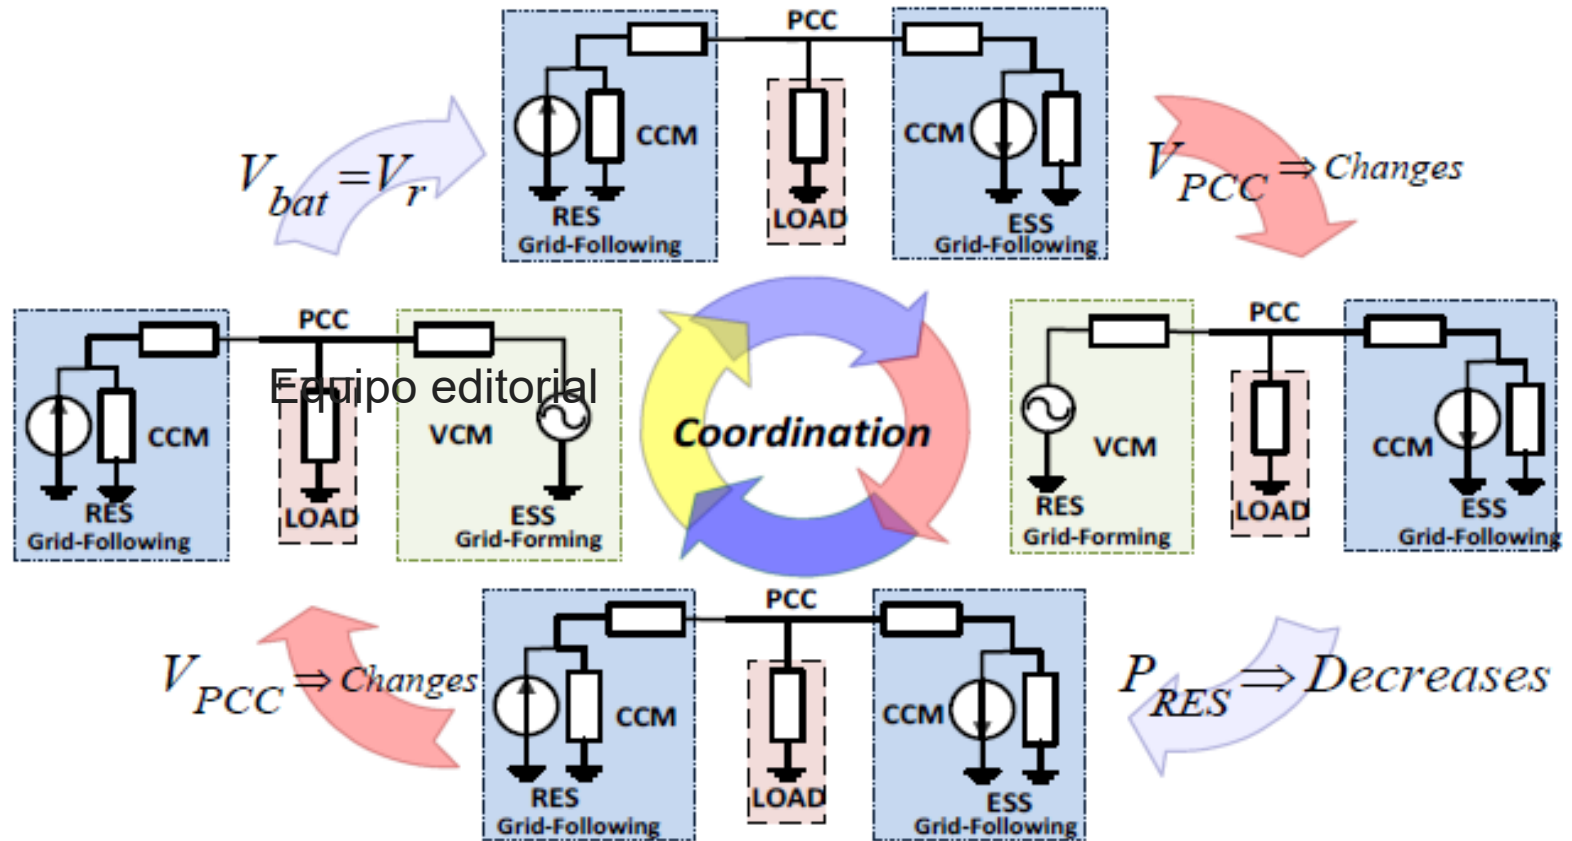 PCC
CCM
CCM
RES
Grid-Following
LOAD
ESS
Grid-Following
V_bat = V_r
V_PCC ⇒ Changes
PCC
CCM
VCM
RES
Grid-Following
LOAD
ESS
Grid-Forming
Equipo editorial
Coordination
PCC
VCM
CCM
RES
Grid-Forming
LOAD
ESS
Grid-Following
V_PCC ⇒ Changes
P_RES ⇒ Decreases
PCC
CCM
CCM
RES
Grid-Following
LOAD
ESS
Grid-Following